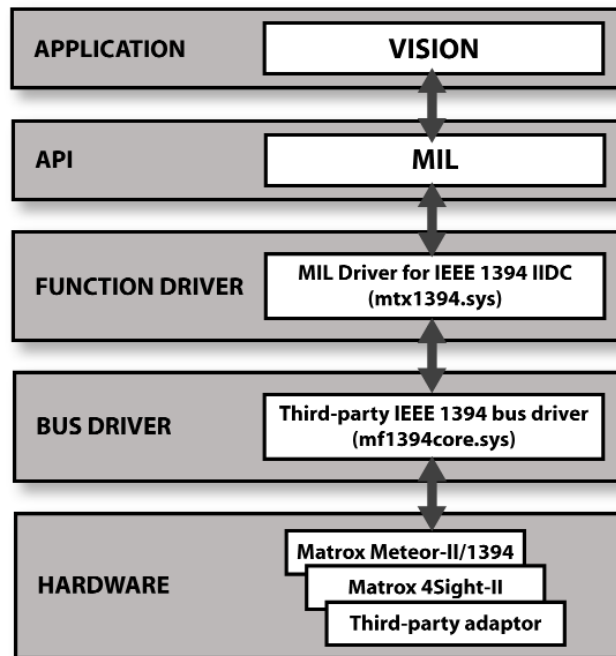 APPLICATION
VISION
API
MIL
FUNCTION DRIVER
MIL Driver for IEEE 1394 IIDC
(mtx1394.sys)
BUS DRIVER
Third-party IEEE 1394 bus driver
(mf1394core.sys)
HARDWARE
Matrox Meteor-II/1394
Matrox 4Sight-II
Third-party adaptor